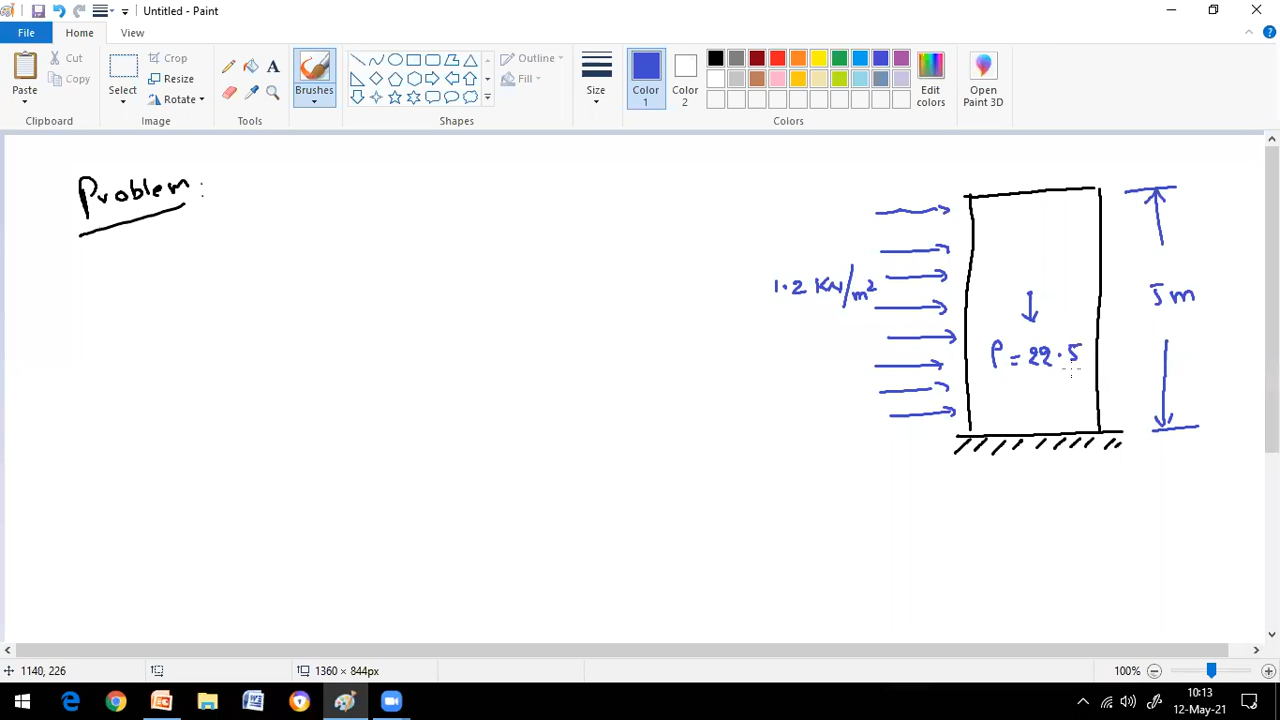 Untitled - Paint
File
Home
View
Paste
Cut
Copy
Clipboard
Select
Crop
Resize
Rotate
Image
A
Tools
Brushes
Outline
Fill
Shapes
Size
Color 1
Color 2
Edit colors
Open Paint 3D
Colors
Problem:
1.2 KN/m²
5m
P = 22.5
1140, 226
1360 × 844px
100%
10:13
12-May-21